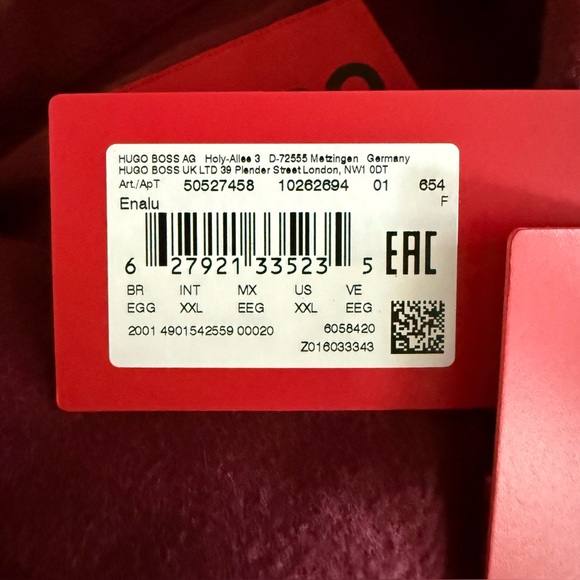 HUGO BOSS AG Holy-Allee 3 D-72555 Metzingen Germany
HUGO BOSS UK LTD 39 Plender Street London, NW1 0DT
Art./ApT 50527458 10262694 01 654
Enalu F
6 27921 33523 5 EAC
BR INT MX US VE
EGG XXL EEG XXL EEG
2001 4901542559 00020 6058420
Z016033343